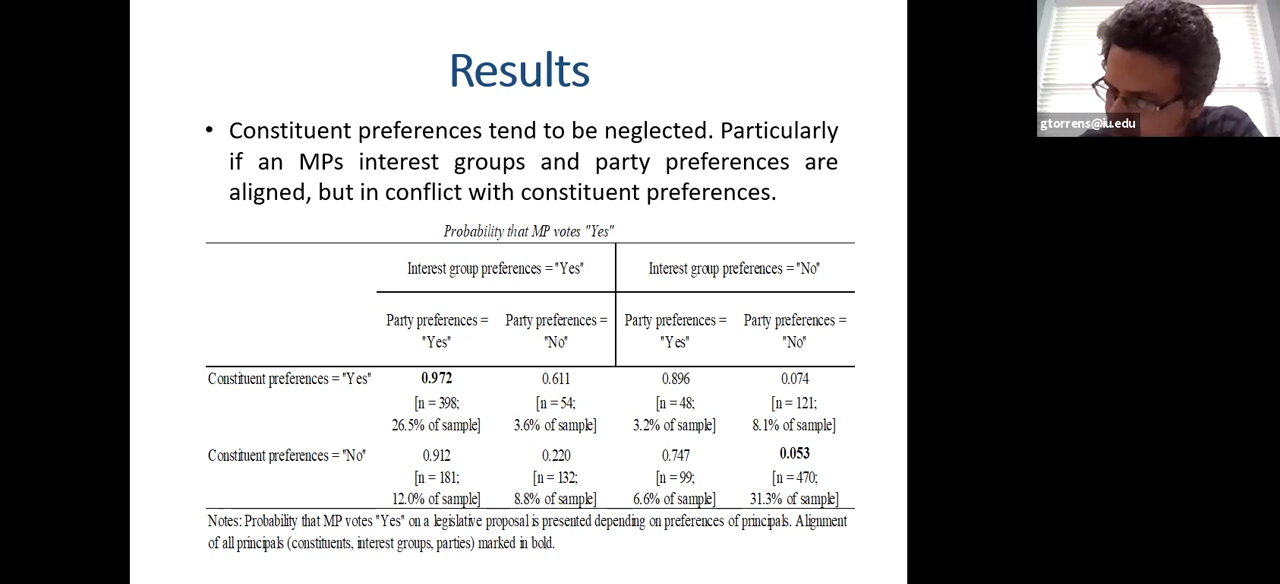 Results
• Constituent preferences tend to be neglected. Particularly
if an MPs interest groups and party preferences are
aligned, but in conflict with constituent preferences.
Probability that MP votes "Yes"
Interest group preferences = "Yes" Interest group preferences = "No"
Party preferences = Party preferences = Party preferences = Party preferences =
"Yes" "No" "Yes" "No"
Constituent preferences = "Yes" 0.972 0.611 0.896 0.074
[n = 398; [n = 54; [n = 48; [n = 121;
26.5% of sample] 3.6% of sample] 3.2% of sample] 8.1% of sample]
Constituent preferences = "No" 0.912 0.220 0.747 0.053
[n = 181; [n = 132; [n = 99; [n = 470;
12.0% of sample] 8.8% of sample] 6.6% of sample] 31.3% of sample]
Notes: Probability that MP votes "Yes" on a legislative proposal is presented depending on preferences of principals. Alignment
of all principals (constituents, interest groups, parties) marked in bold.
gtorrens@iu.edu